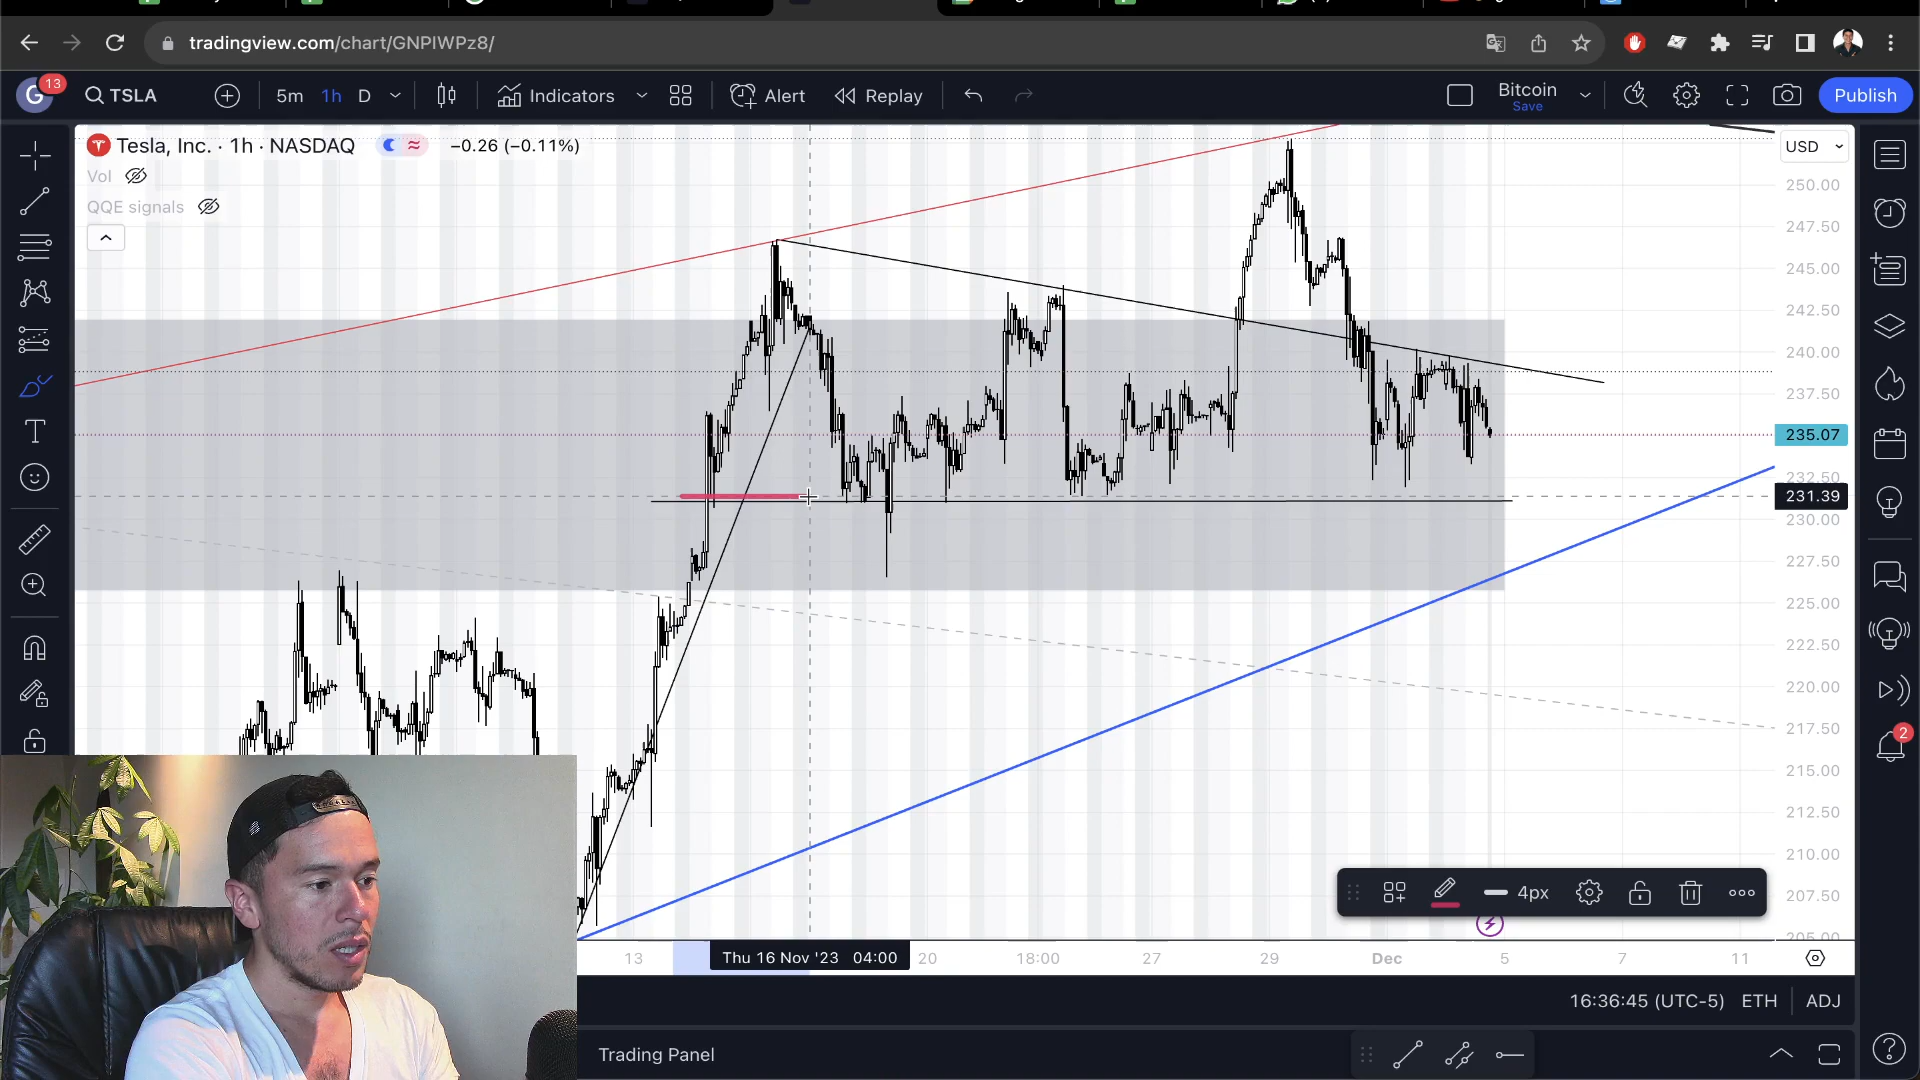 tradingview.com/chart/GNPIWPz8/
G
13
TSLA
5m
1h
D
Indicators
Alert
Replay
Bitcoin
Save
Publish
Tesla, Inc. · 1h · NASDAQ
−0.26 (−0.11%)
Vol
QQE signals
USD
250.00
247.50
245.00
242.50
240.00
237.50
235.07
232.50
231.39
230.00
227.50
225.00
222.50
220.00
217.50
215.00
212.50
210.00
207.50
205.00
2
4px
13
Thu 16 Nov '23 04:00
20
18:00
27
29
Dec
5
7
11
16:36:45 (UTC-5)
ETH
ADJ
Trading Panel